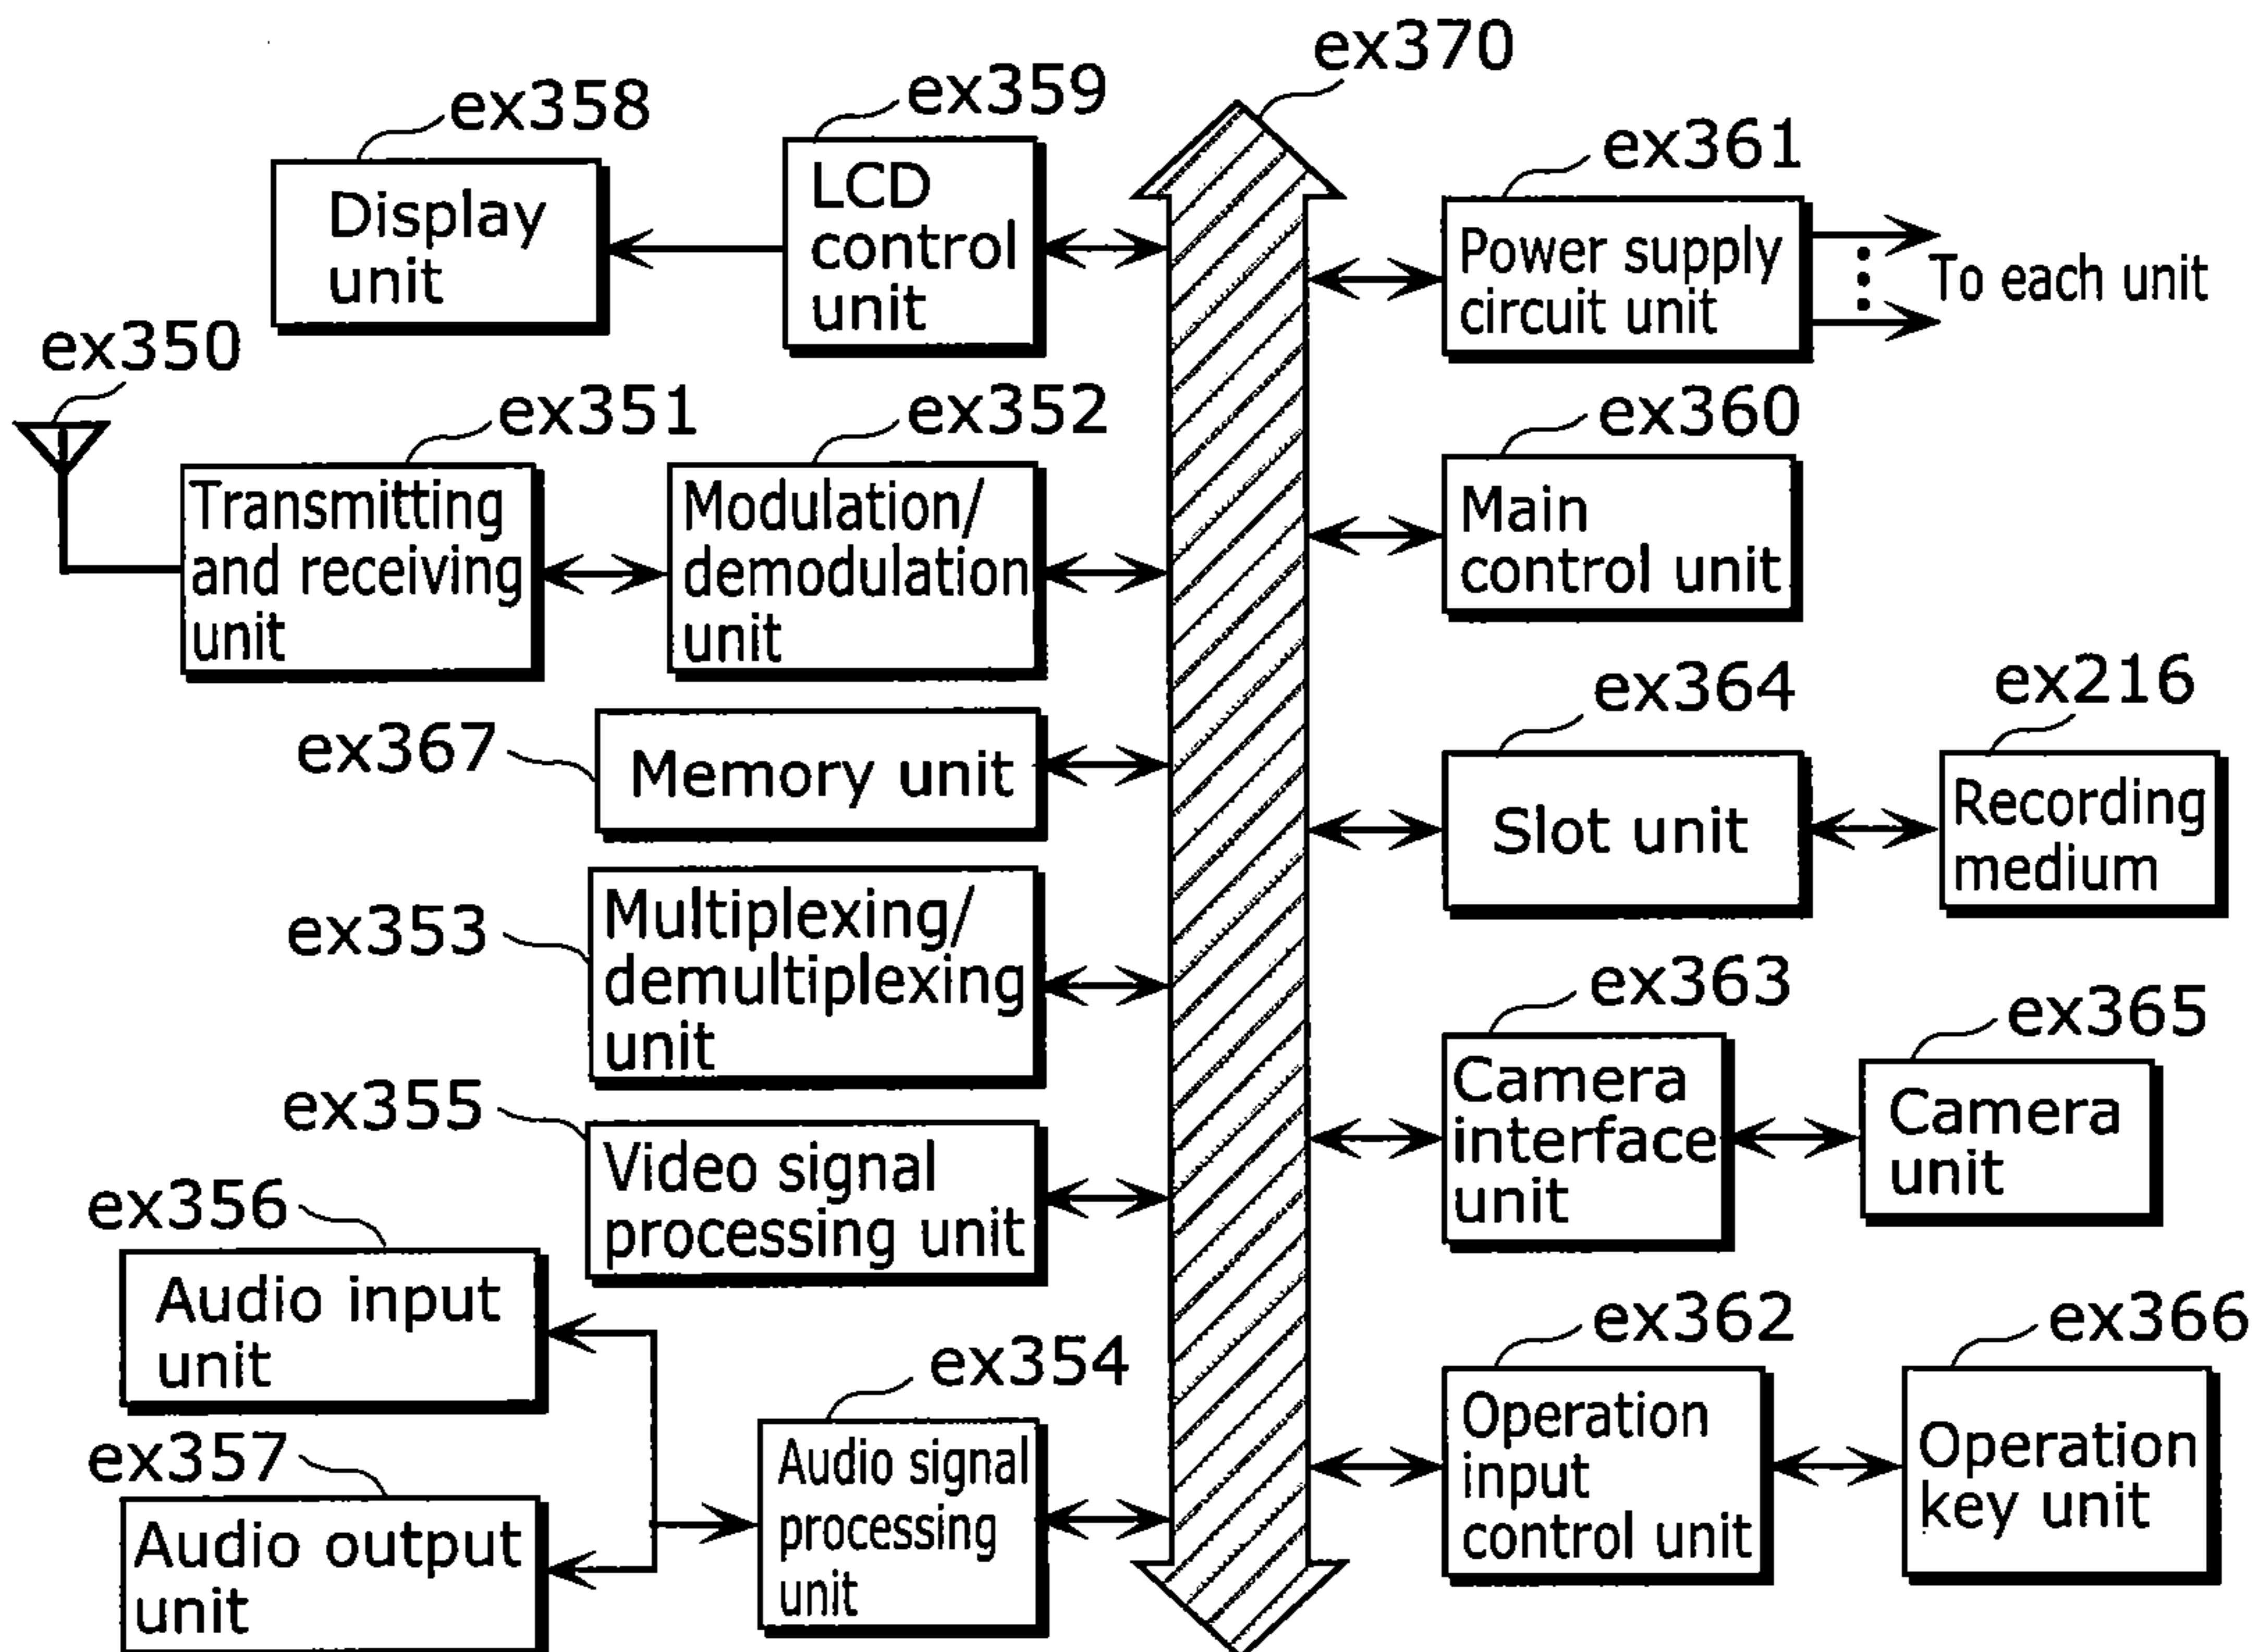 ex370
ex359
ex358
LCD
control
unit
Display
unit
ex361
Power supply
circuit unit
To each unit
ex350
ex351
Transmitting
and receiving
unit
ex352
Modulation/
demodulation
unit
ex360
Main
control unit
ex367
Memory unit
ex364
Slot unit
ex216
Recording
medium
ex353
Multiplexing/
demultiplexing
unit
ex363
Camera
interface
unit
ex365
Camera
unit
ex355
Video signal
processing unit
ex356
Audio input
unit
ex357
Audio output
unit
ex354
Audio signal
processing
unit
ex362
Operation
input
control unit
ex366
Operation
key unit